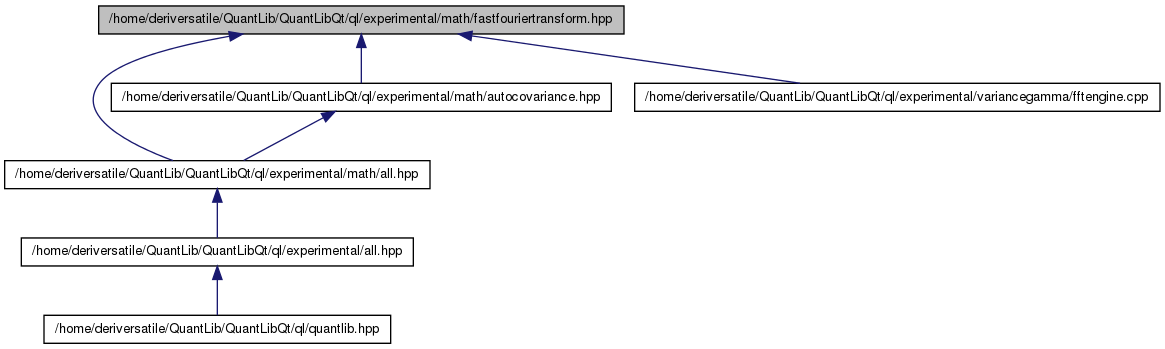 /home/deriversatile/QuantLib/QuantLibQt/ql/experimental/math/fastfouriertransform.hpp
/home/deriversatile/QuantLib/QuantLibQt/ql/experimental/math/autocovariance.hpp
/home/deriversatile/QuantLib/QuantLibQt/ql/experimental/variancegamma/fftengine.cpp
/home/deriversatile/QuantLib/QuantLibQt/ql/experimental/math/all.hpp
/home/deriversatile/QuantLib/QuantLibQt/ql/experimental/all.hpp
/home/deriversatile/QuantLib/QuantLibQt/ql/quantlib.hpp